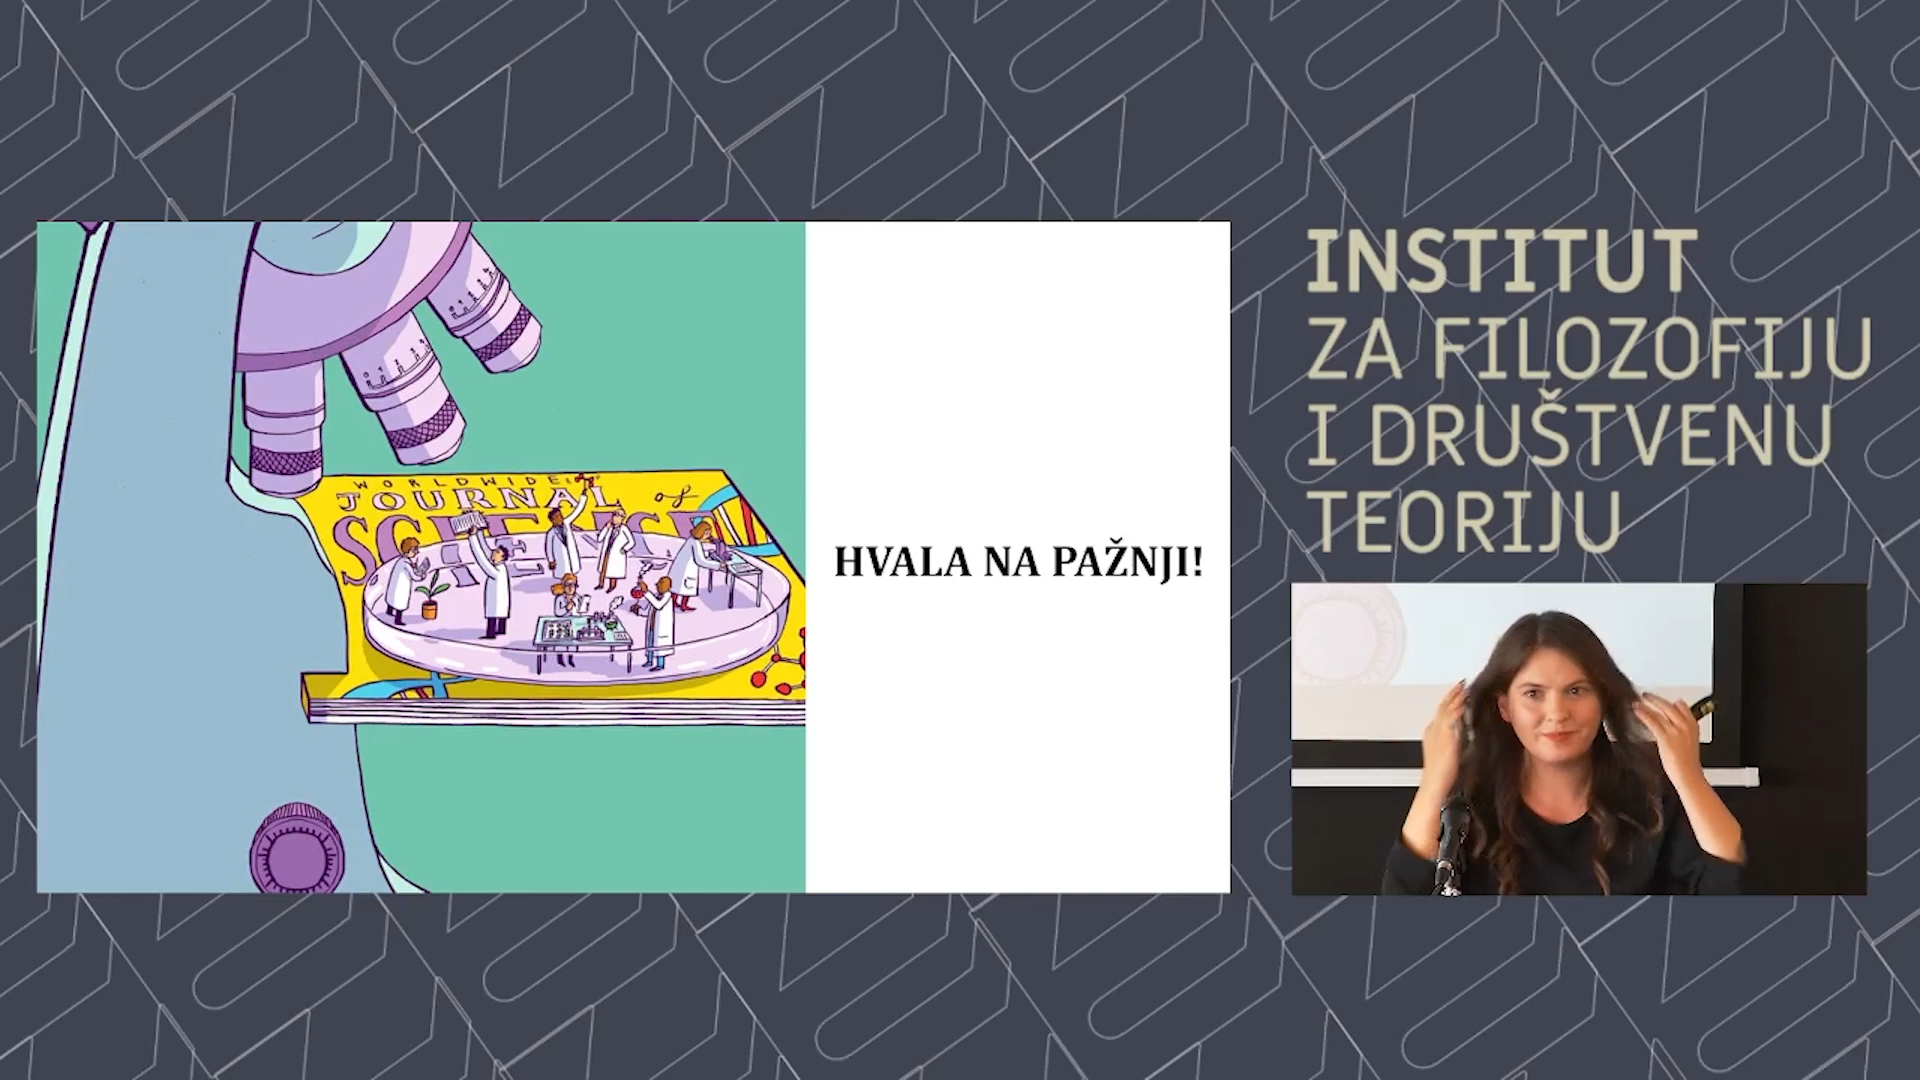 WORLDWIDE
JOURNAL of
SCIENCE
HVALA NA PAŽNJI!
INSTITUT
ZA FILOZOFIJU
I DRUŠTVENU
TEORIJU